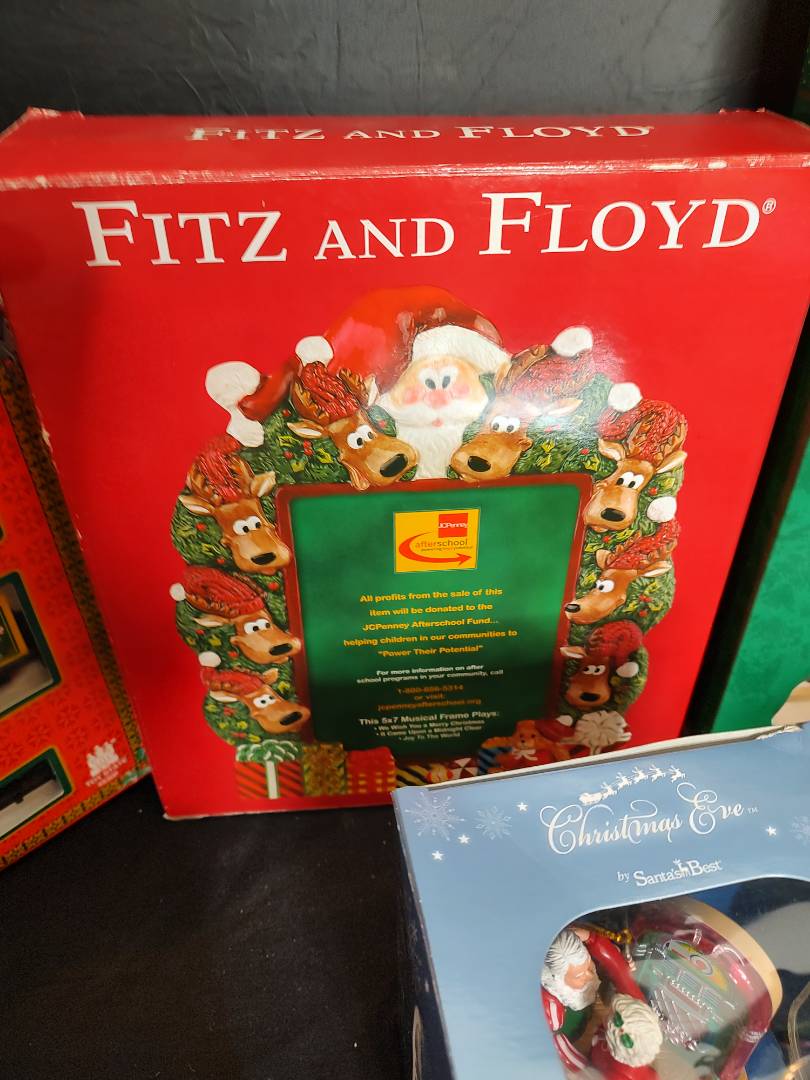 FITZ AND FLOYD
FITZ AND FLOYD®
JCPenney
afterschool
All profits from the sale of this
item will be donated to the
JCPenney Afterschool Fund...
helping children in our communities to
"Power Their Potential"
For more information on after
school programs in your community, call
1-800-856-5314
or visit:
jcpenneyafterschool.org
This 5x7 Musical Frame Plays:
• We Wish You a Merry Christmas
• It Came Upon a Midnight Clear
• Joy To The World
Christmas Eve™
by Santa's Best